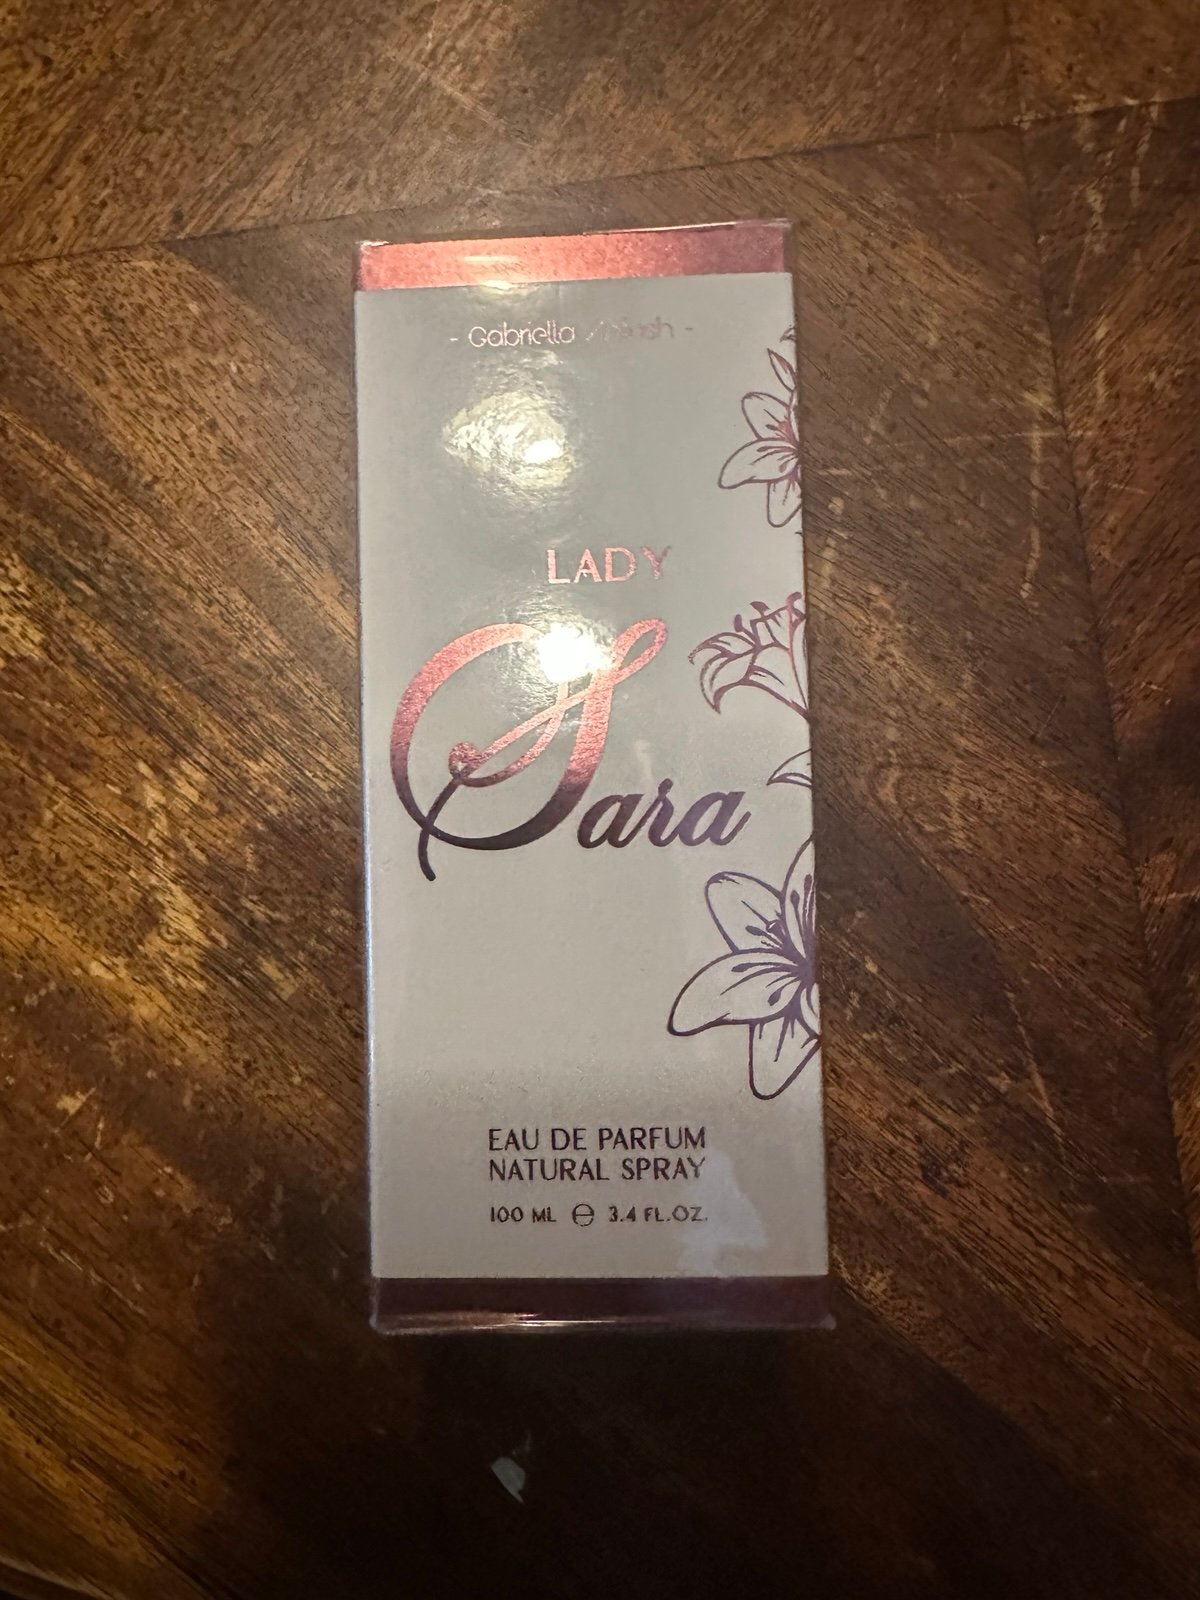 - Gabriella
LADY
Sara
EAU DE PARFUM
NATURAL SPRAY
100 ML ℮ 3.4 FL.OZ.